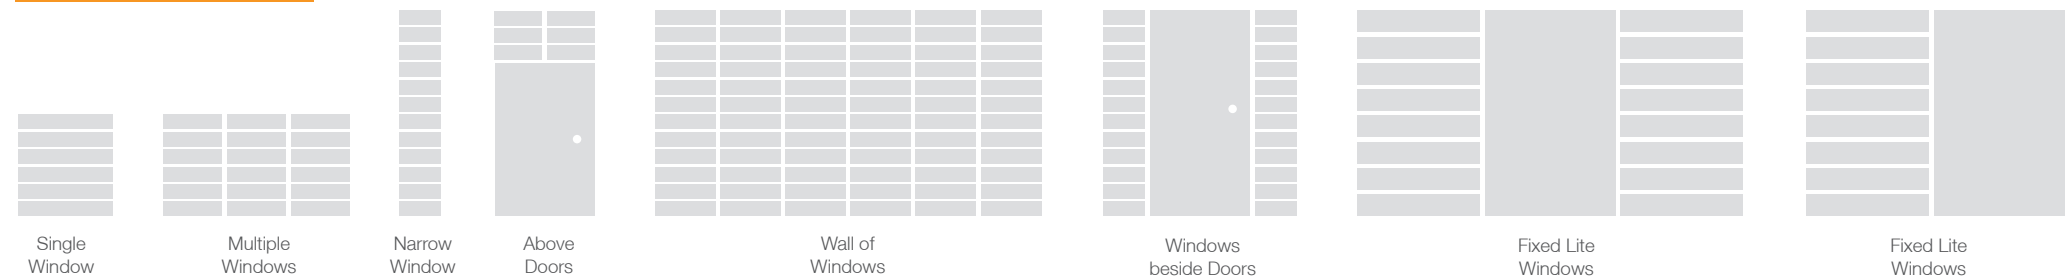 Single
Window
Multiple
Windows
Narrow
Window
Above
Doors
Wall of
Windows
Windows
beside Doors
Fixed Lite
Windows
Fixed Lite
Windows